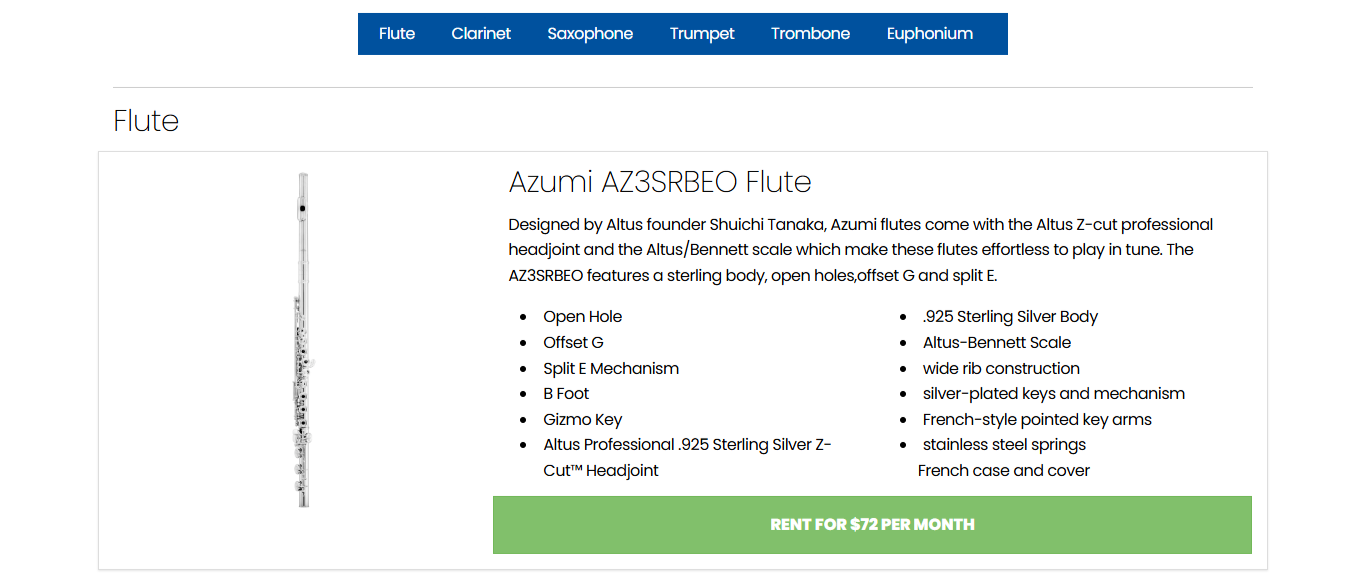 Flute Clarinet Saxophone Trumpet Trombone Euphonium
Flute
Azumi AZ3SRBEO Flute
Designed by Altus founder Shuichi Tanaka, Azumi flutes come with the Altus Z-cut professional
headjoint and the Altus/Bennett scale which make these flutes effortless to play in tune. The
AZ3SRBEO features a sterling body, open holes,offset G and split E.
• Open Hole
• Offset G
• Split E Mechanism
• B Foot
• Gizmo Key
• Altus Professional .925 Sterling Silver Z-
Cut™ Headjoint
• .925 Sterling Silver Body
• Altus-Bennett Scale
• wide rib construction
• silver-plated keys and mechanism
• French-style pointed key arms
• stainless steel springs
French case and cover
RENT FOR $72 PER MONTH